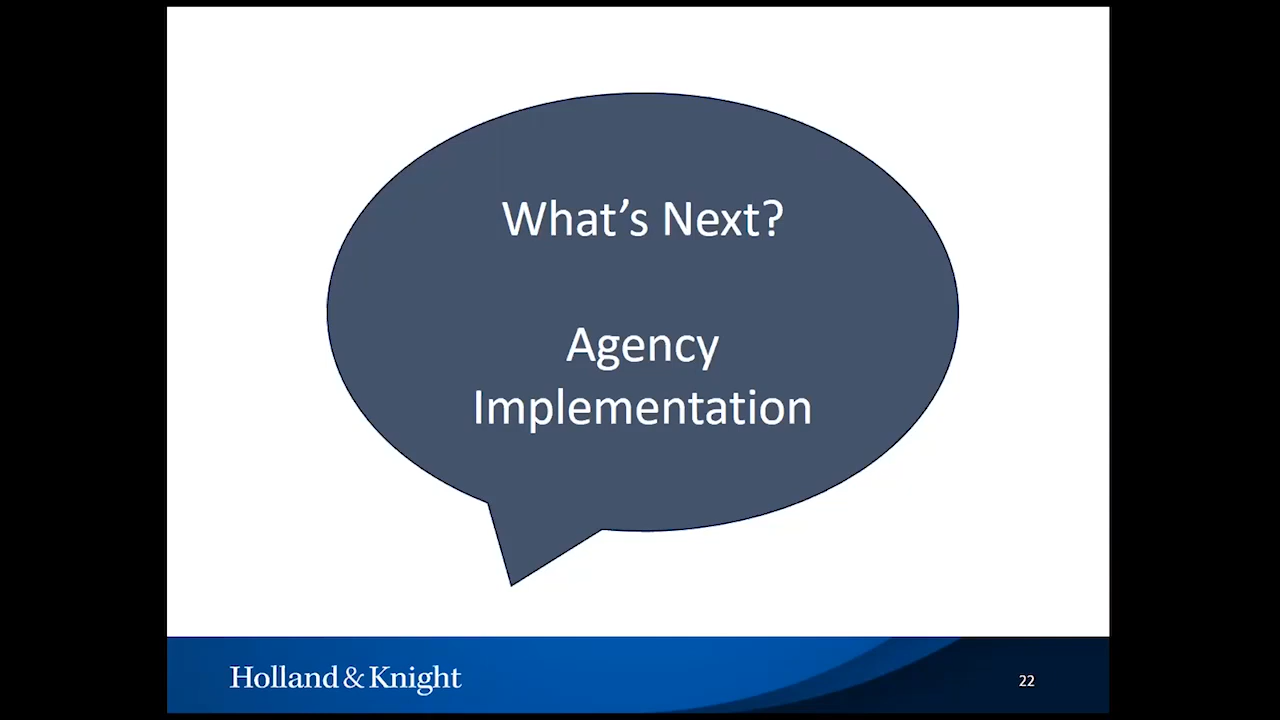 What’s Next?
Agency
Implementation
Holland & Knight
22